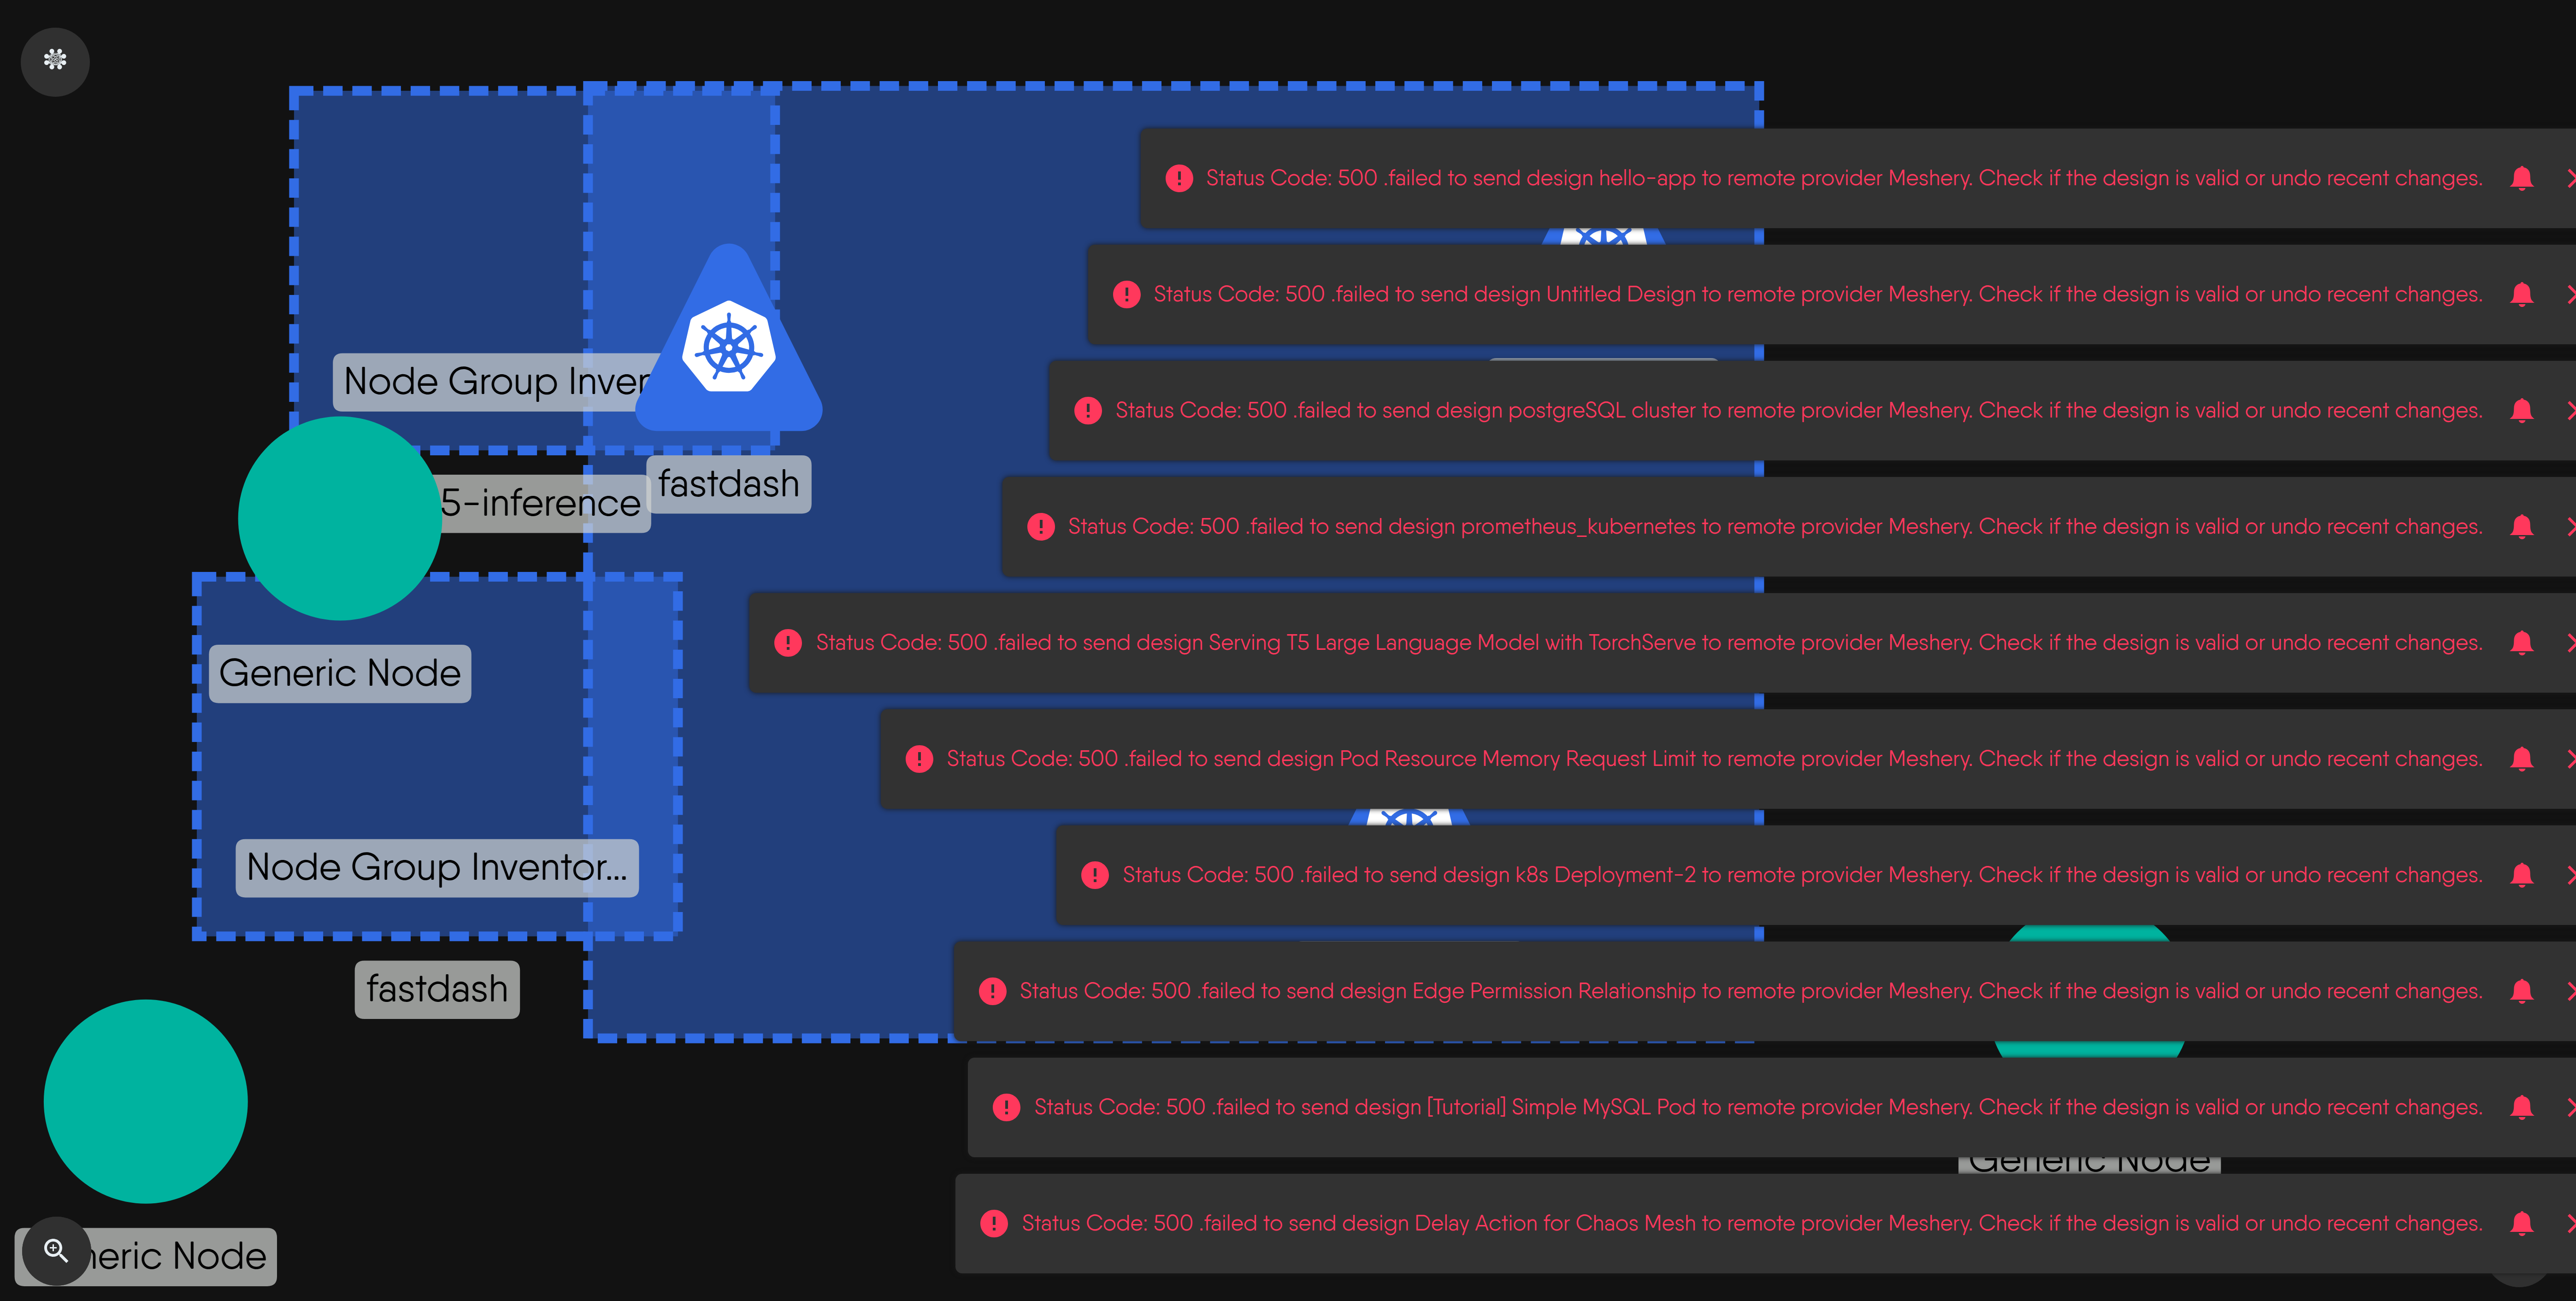 Status Code: 500 .failed to send design hello-app to remote provider Meshery. Check if the design is valid or undo recent changes.
Status Code: 500 .failed to send design Untitled Design to remote provider Meshery. Check if the design is valid or undo recent changes.
Node Group Inven
Status Code: 500 .failed to send design postgreSQL cluster to remote provider Meshery. Check if the design is valid or undo recent changes.
fastdash
5-inference
Status Code: 500 .failed to send design prometheus_kubernetes to remote provider Meshery. Check if the design is valid or undo recent changes.
Status Code: 500 .failed to send design Serving T5 Large Language Model with TorchServe to remote provider Meshery. Check if the design is valid or undo recent changes.
Generic Node
Status Code: 500 .failed to send design Pod Resource Memory Request Limit to remote provider Meshery. Check if the design is valid or undo recent changes.
Node Group Inventor...
Status Code: 500 .failed to send design k8s Deployment-2 to remote provider Meshery. Check if the design is valid or undo recent changes.
fastdash
Status Code: 500 .failed to send design Edge Permission Relationship to remote provider Meshery. Check if the design is valid or undo recent changes.
Status Code: 500 .failed to send design [Tutorial] Simple MySQL Pod to remote provider Meshery. Check if the design is valid or undo recent changes.
Generic Node
Status Code: 500 .failed to send design Delay Action for Chaos Mesh to remote provider Meshery. Check if the design is valid or undo recent changes.
neric Node